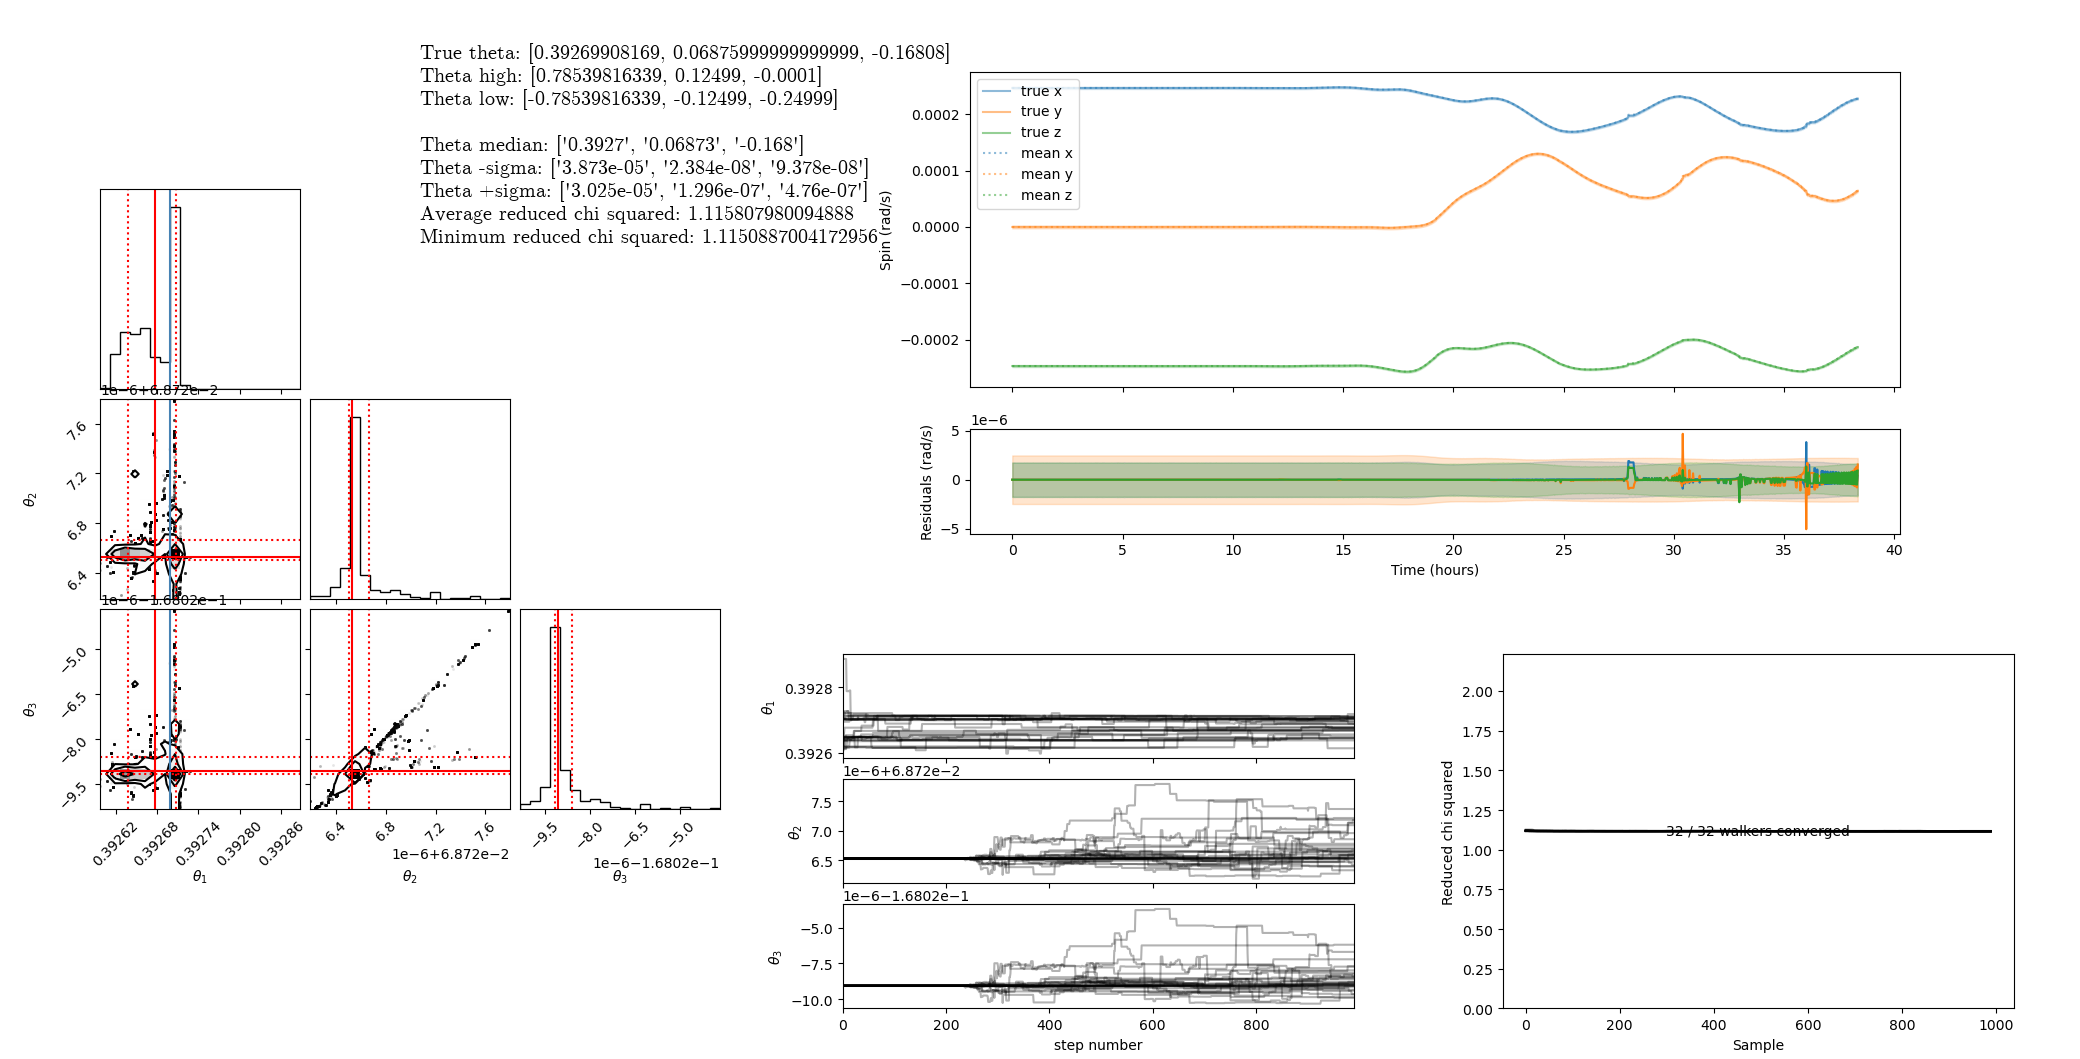 True theta: [0.39269908169, 0.06875999999999999, -0.16808]
Theta high: [0.78539816339, 0.12499, -0.0001]
Theta low: [-0.78539816339, -0.12499, -0.24999]
Theta median: ['0.3927', '0.06873', '-0.168']
Theta -sigma: ['3.873e-05', '2.384e-08', '9.378e-08']
Theta +sigma: ['3.025e-05', '1.296e-07', '4.76e-07']
Average reduced chi squared: 1.115807980094888
Minimum reduced chi squared: 1.1150887004172956
true x
true y
true z
mean x
mean y
mean z
Spin (rad/s)
0.0002
0.0001
0.0000
−0.0001
−0.0002
1e−6
Residuals (rad/s)
5
0
−5
0 5 10 15 20 25 30 35 40
Time (hours)
1e−6+6.872e−2
θ2
7.6
7.2
6.8
6.4
1e−6−1.6802e−1
θ3
−5.0
−6.5
−8.0
−9.5
0.39262 0.39268 0.39274 0.39280 0.39286
θ1
6.4 6.8 7.2 7.6
1e−6+6.872e−2
θ2
−9.5 −8.0 −6.5 −5.0
1e−6−1.6802e−1
θ3
θ1
0.3928
0.3926
1e−6+6.872e−2
θ2
7.5
7.0
6.5
1e−6−1.6802e−1
θ3
−5.0
−7.5
−10.0
0 200 400 600 800
step number
Reduced chi squared
2.00
1.75
1.50
1.25
1.00
0.75
0.50
0.25
0.00
32 / 32 walkers converged
0 200 400 600 800 1000
Sample